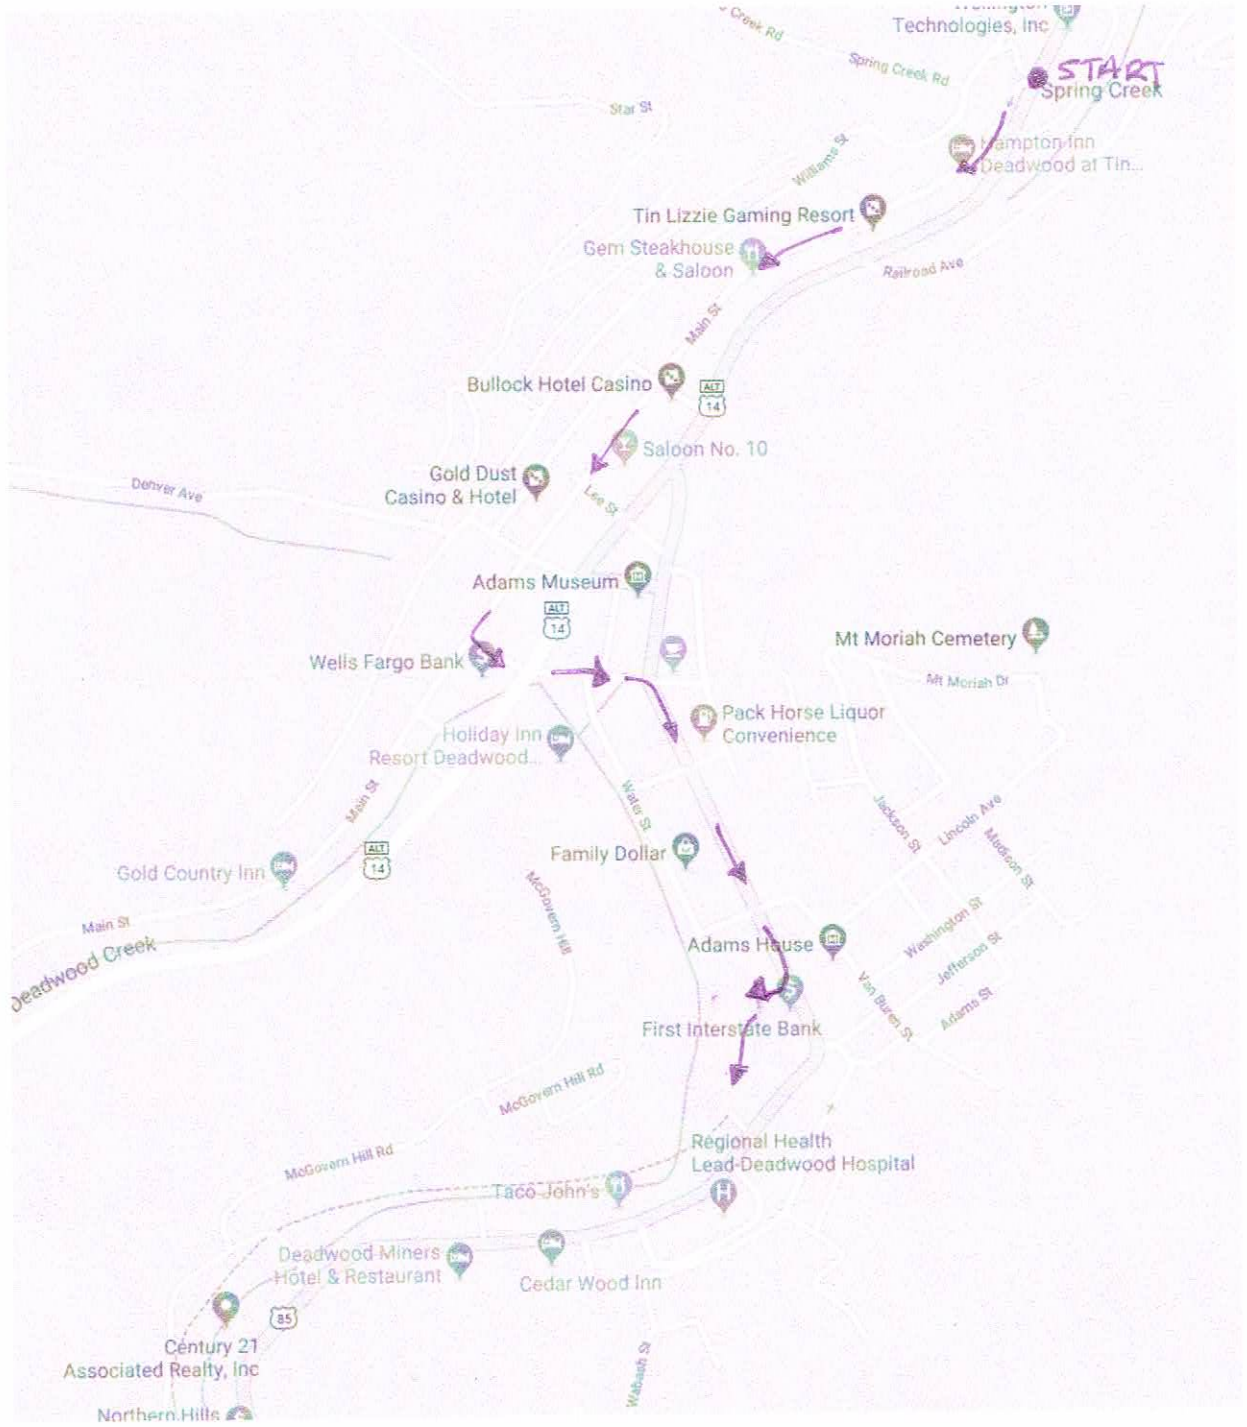 Technologies, Inc
Creek Rd
Spring Creek Rd
START
Spring Creek
Star St
Hampton Inn
Deadwood at Tin...
Williams St
Tin Lizzie Gaming Resort
Gem Steakhouse
& Saloon
Railroad Ave
Main St
Bullock Hotel Casino
ALT
14
Saloon No. 10
Gold Dust
Casino & Hotel
Denver Ave
Lee St
Adams Museum
ALT
14
Mt Moriah Cemetery
Wells Fargo Bank
Mt Moriah Dr
Pack Horse Liquor
Convenience
Holiday Inn
Resort Deadwood...
Main St
Water St
Jackson St
Lincoln Ave
Madison St
Family Dollar
ALT
14
Gold Country Inn
McGovern Hill
Main St
Deadwood Creek
Adams House
Washington St
Jefferson St
Van Buren St
Adams St
First Interstate Bank
McGovern Hill Rd
McGovern Hill Rd
Regional Health
Lead-Deadwood Hospital
Taco John's
Deadwood Miners
Hotel & Restaurant
Cedar Wood Inn
85
Century 21
Associated Realty, Inc
Wabash St
Northern Hills